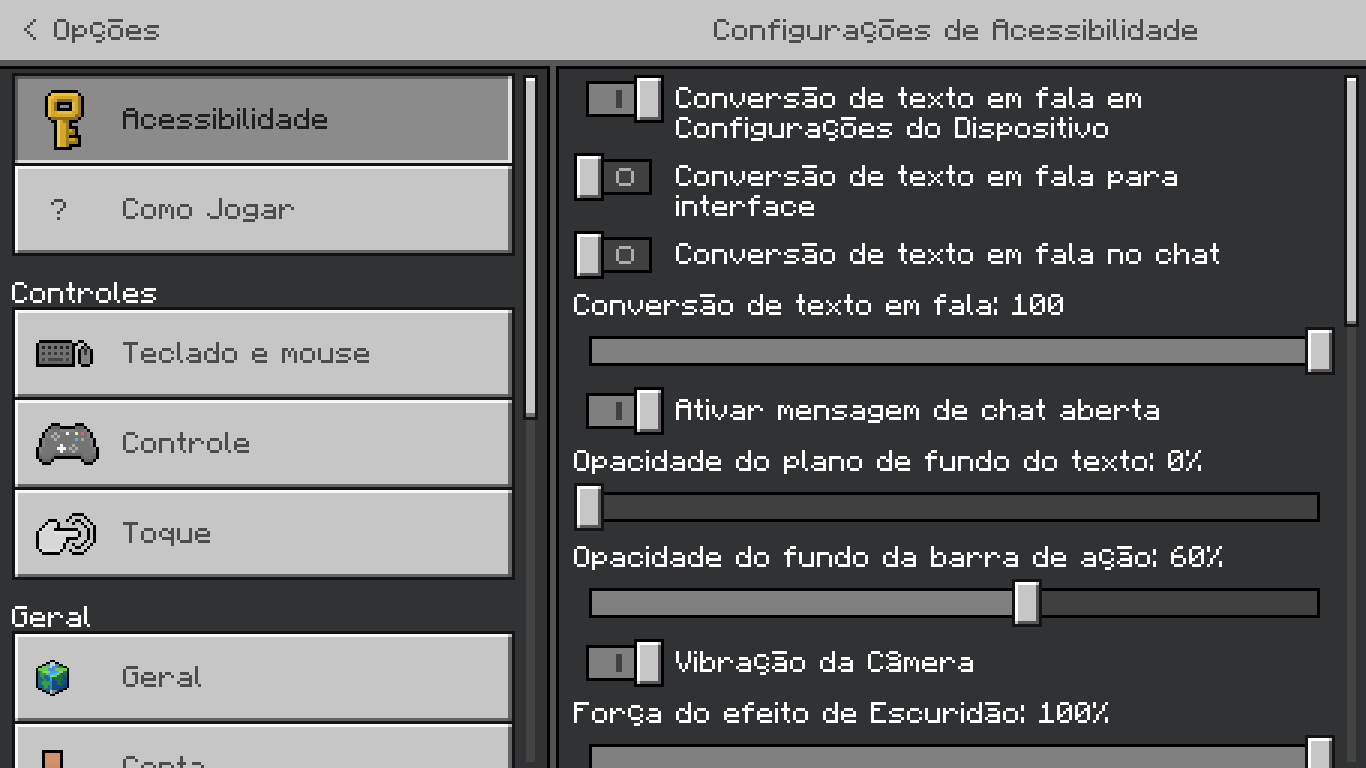 Opções
Configurações de Acessibilidade
Acessibilidade
? Como Jogar
Controles
Teclado e mouse
Controle
Toque
Geral
Geral
Conta
Conversão de texto em fala em
Configurações do Dispositivo
Conversão de texto em fala para
interface
Conversão de texto em fala no chat
Conversão de texto em fala: 100
Ativar mensagem de chat aberta
Opacidade do plano de fundo do texto: 0%
Opacidade do fundo da barra de ação: 60%
Vibração da Câmera
Força do efeito de Escuridão: 100%